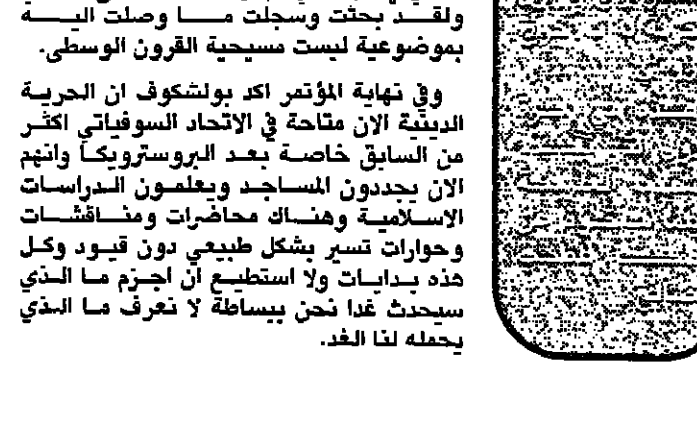 ولقد بحثت وسجلت ما وصلت اليه
بموضوعية ليست مسيحية القرون الوسطى.
وفي نهاية المؤتمر اكد بولشكوف ان الحرية
الدينية الان متاحة في الاتحاد السوفياتي اكثر
من السابق خاصة بعد البروسترويكا وانهم
الان يجددون المساجد ويعلمون الدراسات
الاسلامية وهناك محاضرات ومناقشات
وحوارات تسير بشكل طبيعي دون قيود وكل
هذه بدايات ولا استطيع ان اجزم ما الذي
سيحدث غدا نحن ببساطة لا نعرف ما الذي
يحمله لنا الغد.